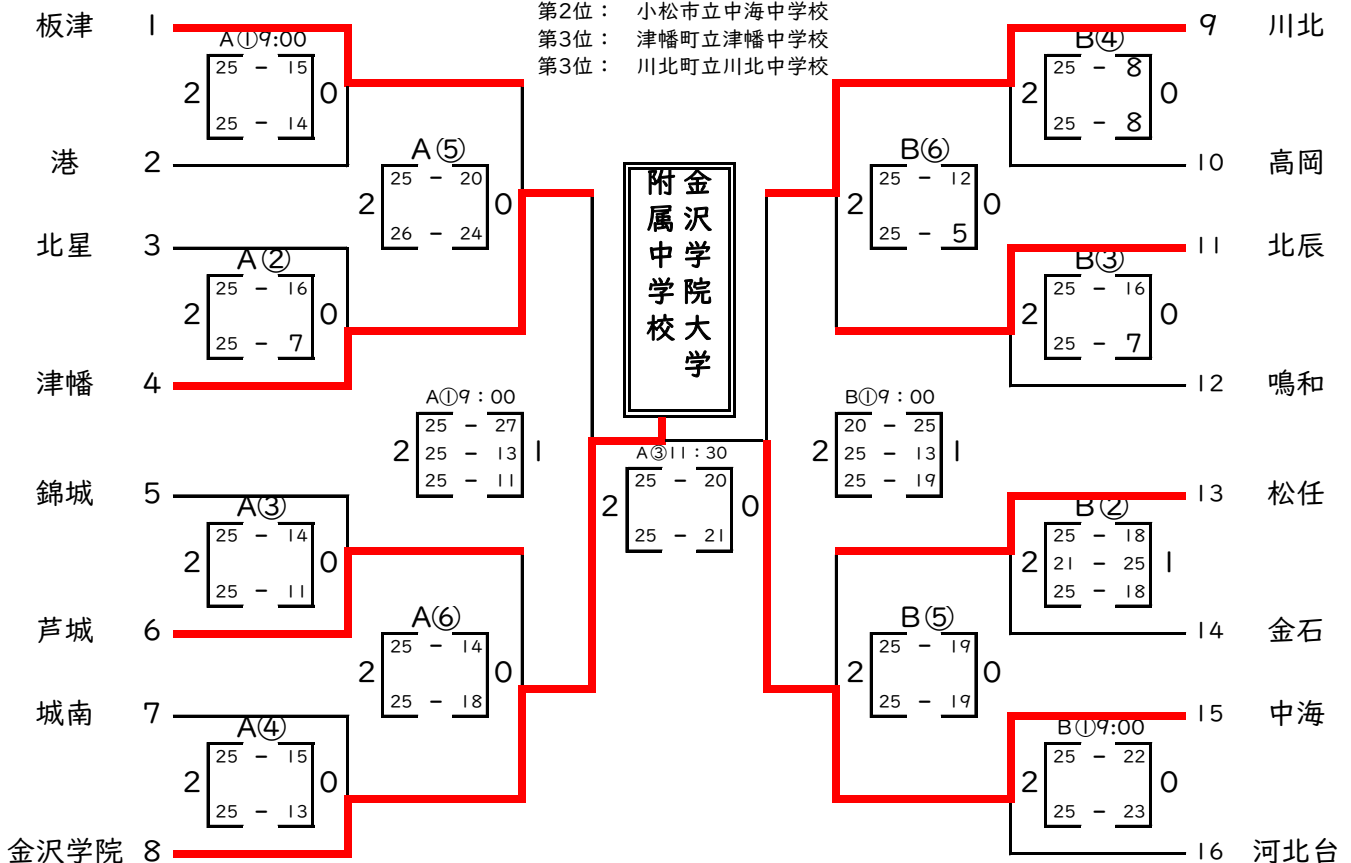 第2位： 小松市立中海中学校
第3位： 津幡町立津幡中学校
第3位： 川北町立川北中学校
板津 1
A①9:00
25 - 15
2 0
25 - 14
港 2
A⑤
25 - 20
2 0
26 - 24
北星 3
A②
25 - 16
2 0
25 - 7
津幡 4
A①9：00
25 - 27
2 25 - 13 1
25 - 11
錦城 5
A③
25 - 14
2 0
25 - 11
芦城 6
A⑥
25 - 14
2 0
25 - 18
城南 7
A④
25 - 15
2 0
25 - 13
金沢学院 8
金沢学院大学
附属中学校
A③11：30
25 - 20
2 0
25 - 21
9 川北
B④
25 - 8
2 0
25 - 8
10 高岡
B⑥
25 - 12
2 0
25 - 5
11 北辰
B③
25 - 16
2 0
25 - 7
12 鳴和
B①9：00
20 - 25
2 25 - 13 1
25 - 19
13 松任
B②
25 - 18
2 21 - 25 1
25 - 18
14 金石
B⑤
25 - 19
2 0
25 - 19
15 中海
B①9:00
25 - 22
2 0
25 - 23
16 河北台